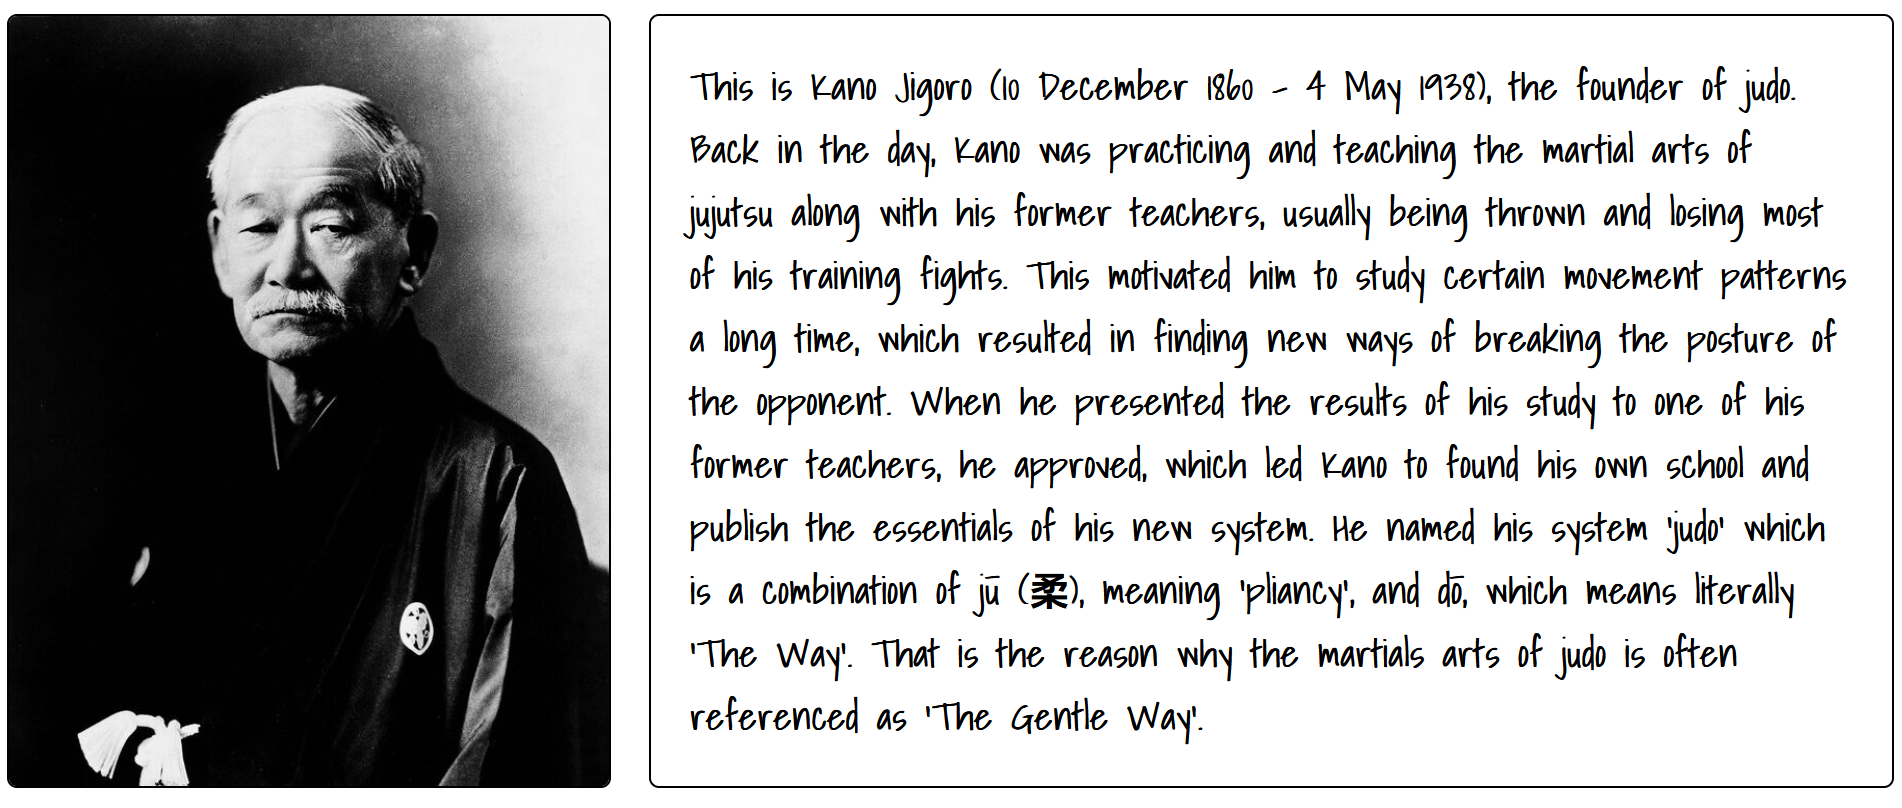 This is Kano Jigoro (10 December 1860 - 4 May 1938), the founder of judo.
Back in the day, Kano was practicing and teaching the martial arts of
jujutsu along with his former teachers, usually being thrown and losing most
of his training fights. This motivated him to study certain movement patterns
a long time, which resulted in finding new ways of breaking the posture of
the opponent. When he presented the results of his study to one of his
former teachers, he approved, which led Kano to found his own school and
publish the essentials of his new system. He named his system 'judo' which
is a combination of jū (柔), meaning 'pliancy', and dō, which means literally
'The Way'. That is the reason why the martials arts of judo is often
referenced as 'The Gentle Way'.